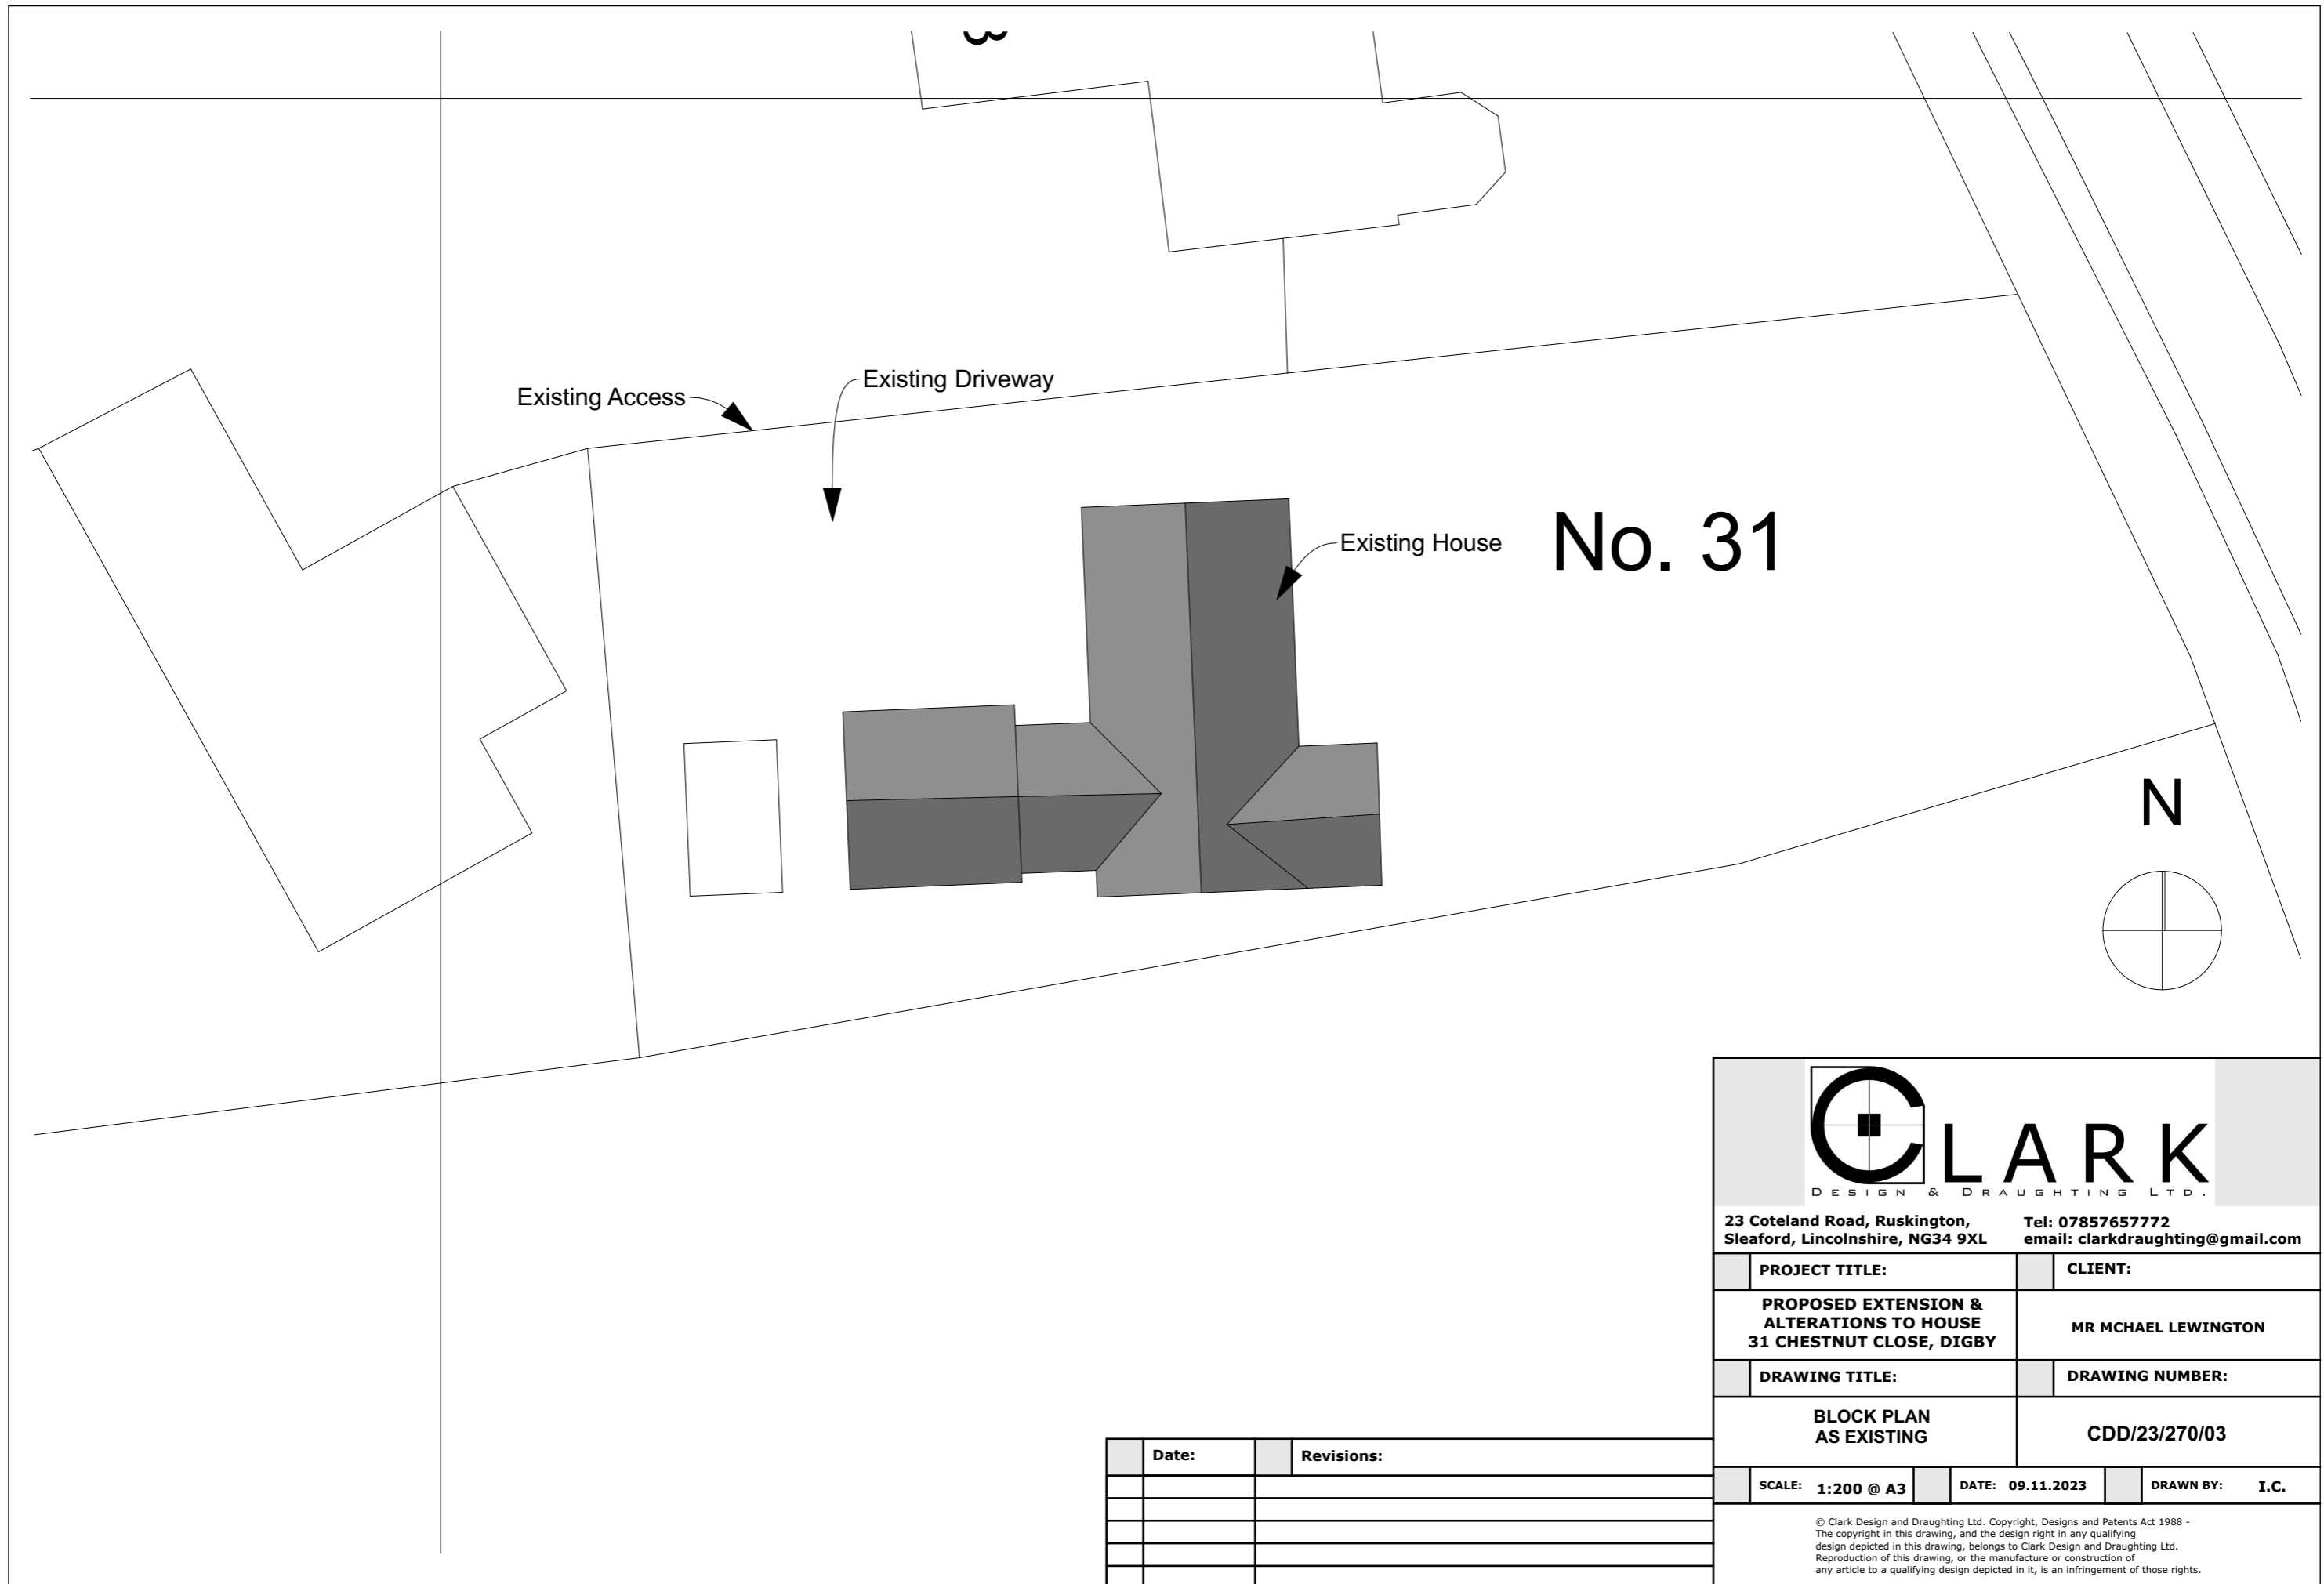 Existing Driveway
Existing Access
Existing House
No. 31
N
CLARK
DESIGN & DRAUGHTING LTD.
23 Coteland Road, Ruskington,
Sleaford, Lincolnshire, NG34 9XL
Tel: 07857657772
email: clarkdraughting@gmail.com
PROJECT TITLE:
CLIENT:
PROPOSED EXTENSION &
ALTERATIONS TO HOUSE
31 CHESTNUT CLOSE, DIGBY
MR MCHAEL LEWINGTON
DRAWING TITLE:
DRAWING NUMBER:
BLOCK PLAN
AS EXISTING
CDD/23/270/03
SCALE: 1:200 @ A3
DATE: 09.11.2023
DRAWN BY: I.C.
Date:
Revisions:
© Clark Design and Draughting Ltd. Copyright, Designs and Patents Act 1988 -
The copyright in this drawing, and the design right in any qualifying
design depicted in this drawing, belongs to Clark Design and Draughting Ltd.
Reproduction of this drawing, or the manufacture or construction of
any article to a qualifying design depicted in it, is an infringement of those rights.